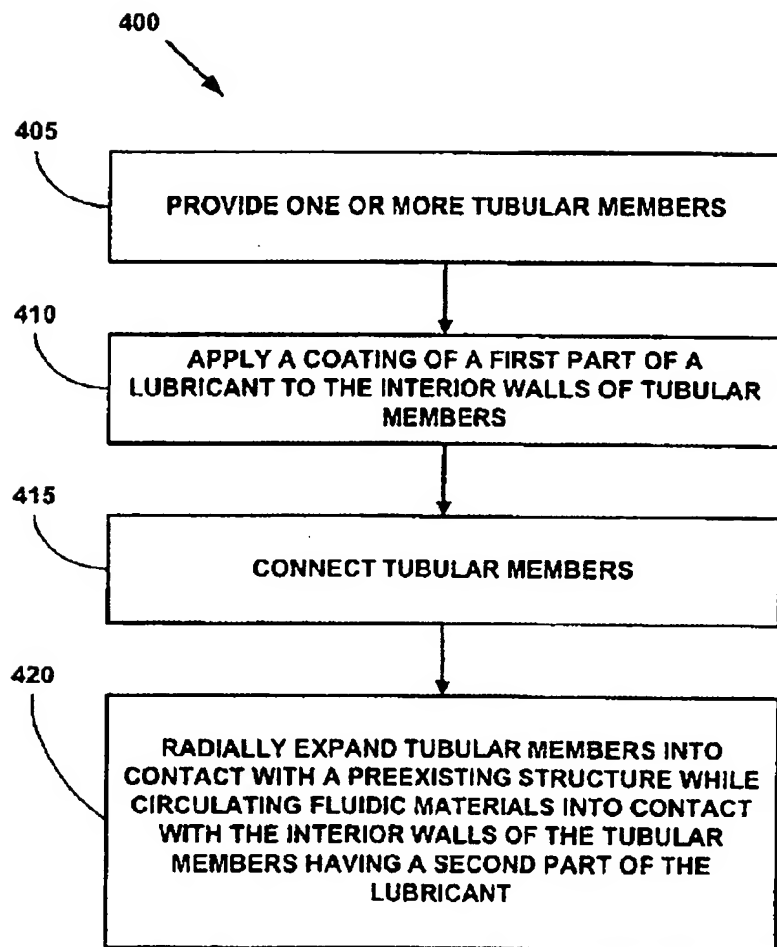 400
405
PROVIDE ONE OR MORE TUBULAR MEMBERS
410
APPLY A COATING OF A FIRST PART OF A
LUBRICANT TO THE INTERIOR WALLS OF TUBULAR
MEMBERS
415
CONNECT TUBULAR MEMBERS
420
RADIALLY EXPAND TUBULAR MEMBERS INTO
CONTACT WITH A PREEXISTING STRUCTURE WHILE
CIRCULATING FLUIDIC MATERIALS INTO CONTACT
WITH THE INTERIOR WALLS OF THE TUBULAR
MEMBERS HAVING A SECOND PART OF THE
LUBRICANT